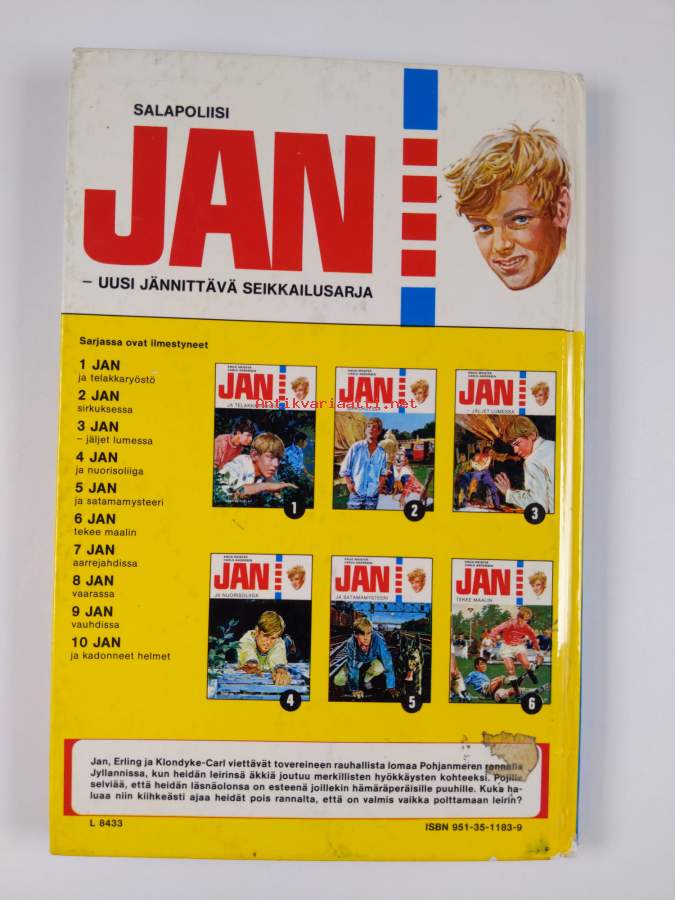 SALAPOLIISI
JAN
– UUSI JÄNNITTÄVÄ SEIKKAILUSARJA
Sarjassa ovat ilmestyneet
1 JAN
ja telakkaryöstö
2 JAN
sirkuksessa
3 JAN
– jäljet lumessa
4 JAN
ja nuorisoliiga
5 JAN
ja satamamysteeri
6 JAN
tekee maalin
7 JAN
aarrejahdissa
8 JAN
vaarassa
9 JAN
vauhdissa
10 JAN
ja kadonneet helmet
JAN
1
JAN
2
JAN
– JÄLJET LUMESSA
3
Antikvariaatti.net
JAN
JA NUORISOLIIGA
4
JAN
JA SATAMAMYSTEERI
5
JAN
TEKEE MAALIN
6
Jan, Erling ja Klondyke-Carl viettävät tovereineen rauhallista lomaa Pohjanmeren rannalla
Jyllannissa, kun heidän leirinsä äkkiä joutuu merkillisten hyökkäysten kohteeksi. Pojille
selviää, että heidän läsnäolonsa on esteenä joillekin hämäräperäisille puuhille. Kuka ha-
luaa niin kiihkeästi ajaa heidät pois rannalta, että on valmis vaikka polttamaan leirin?
L 8433
ISBN 951-35-1183-9